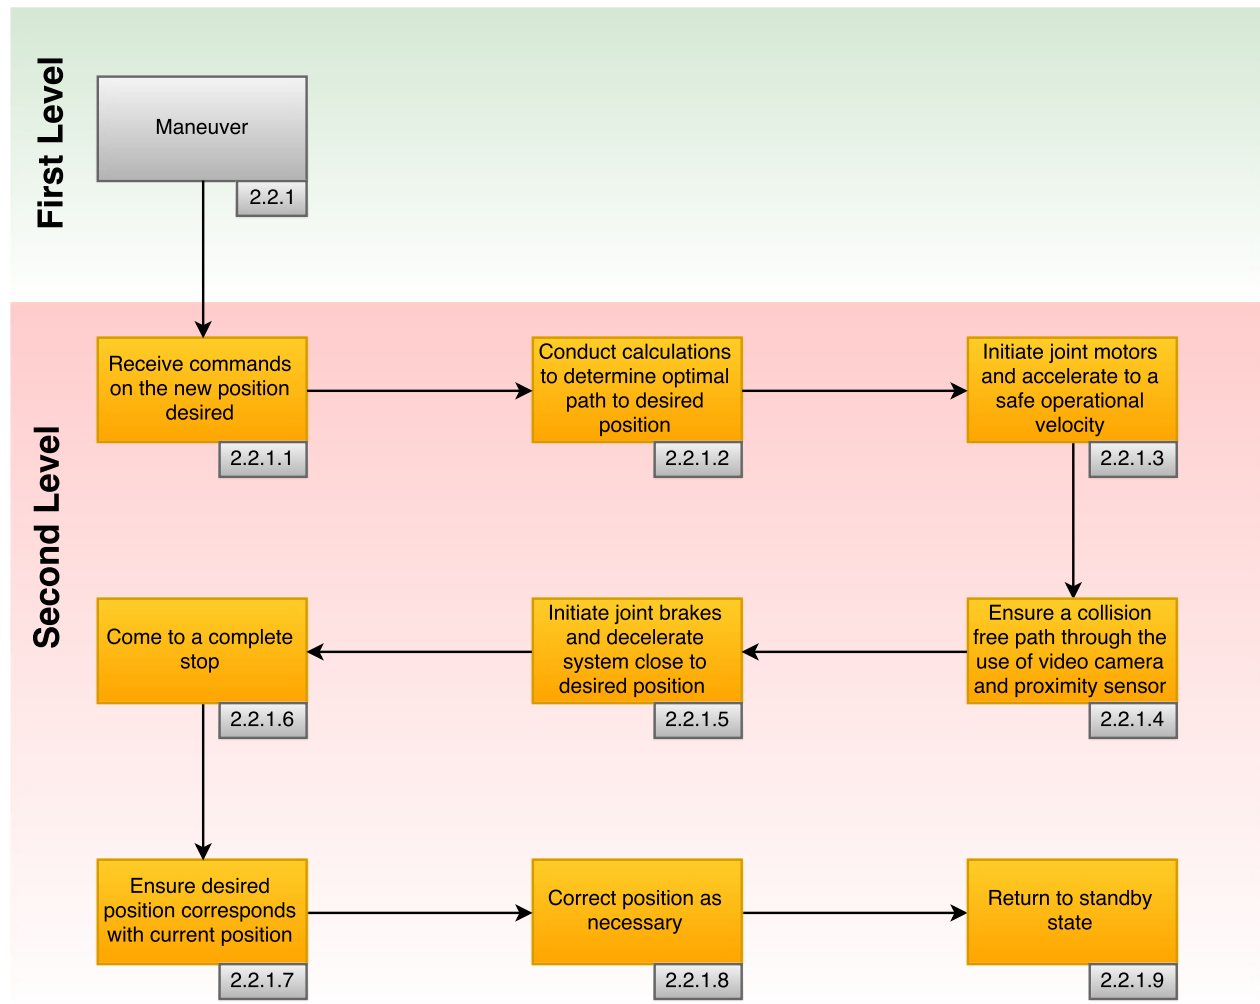 First Level
Maneuver
2.2.1
Second Level
Receive commands
on the new position
desired
2.2.1.1
Conduct calculations
to determine optimal
path to desired
position
2.2.1.2
Initiate joint motors
and accelerate to a
safe operational
velocity
2.2.1.3
Ensure a collision
free path through the
use of video camera
and proximity sensor
2.2.1.4
Initiate joint brakes
and decelerate
system close to
desired position
2.2.1.5
Come to a complete
stop
2.2.1.6
Ensure desired
position corresponds
with current position
2.2.1.7
Correct position as
necessary
2.2.1.8
Return to standby
state
2.2.1.9